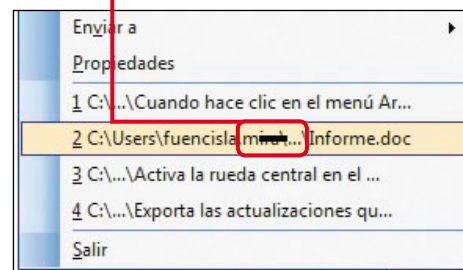 Enviar a
Propiedades
1 C:\...\Cuando hace clic en el menú Ar...
2 C:\Users\fuencisla.\...\Informe.doc
3 C:\...\Activa la rueda central en el ...
4 C:\...\Exporta las actualizaciones qu...
Salir